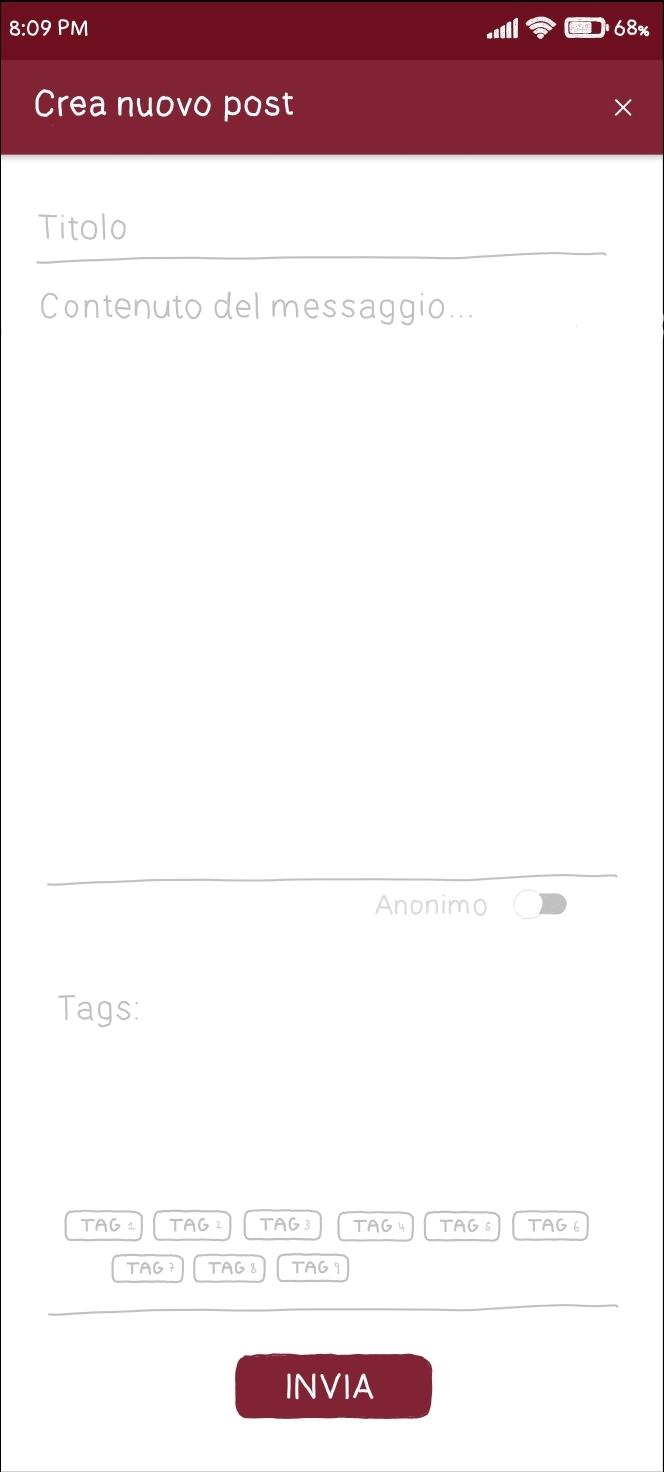 8:09 PM 68%
Crea nuovo post ×
Titolo
Contenuto del messaggio...
Anonimo
Tags:
TAG 1 TAG 2 TAG 3 TAG 4 TAG 5 TAG 6
TAG 7 TAG 8 TAG 9
INVIA